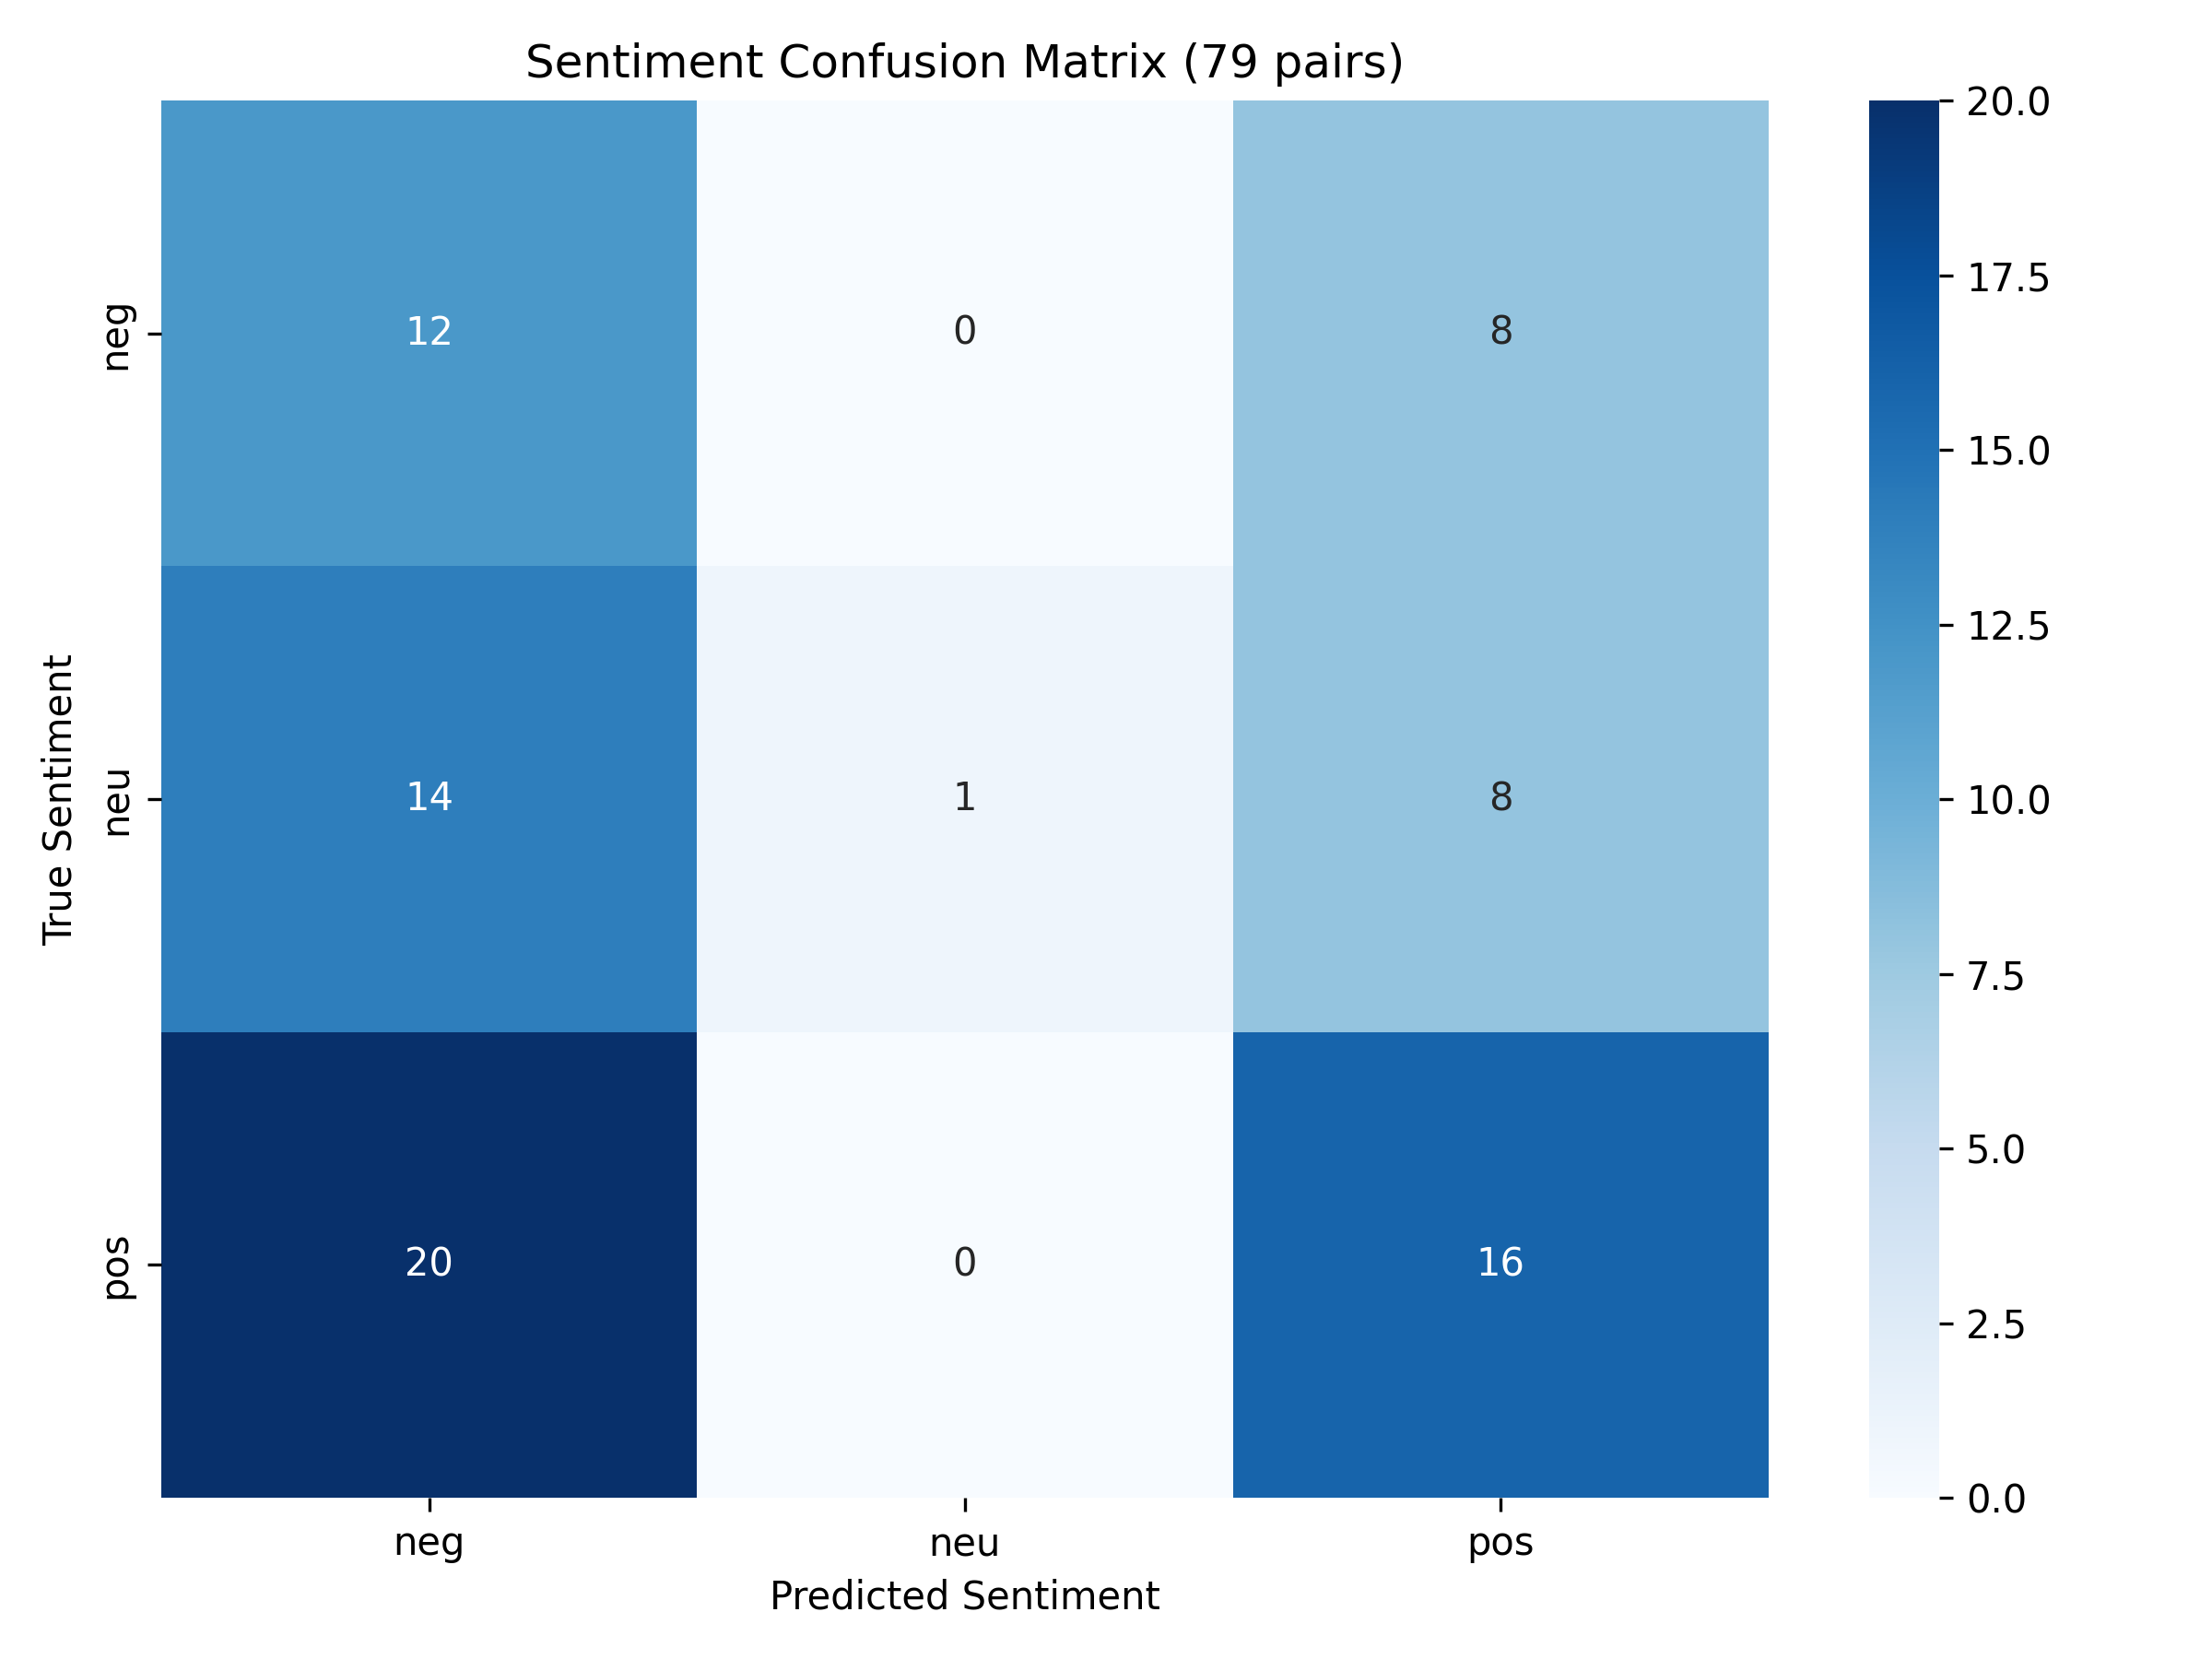 Sentiment Confusion Matrix (79 pairs)
True Sentiment
neg
12
0
8
neu
14
1
8
pos
20
0
16
neg
neu
pos
Predicted Sentiment
20.0
17.5
15.0
12.5
10.0
7.5
5.0
2.5
0.0